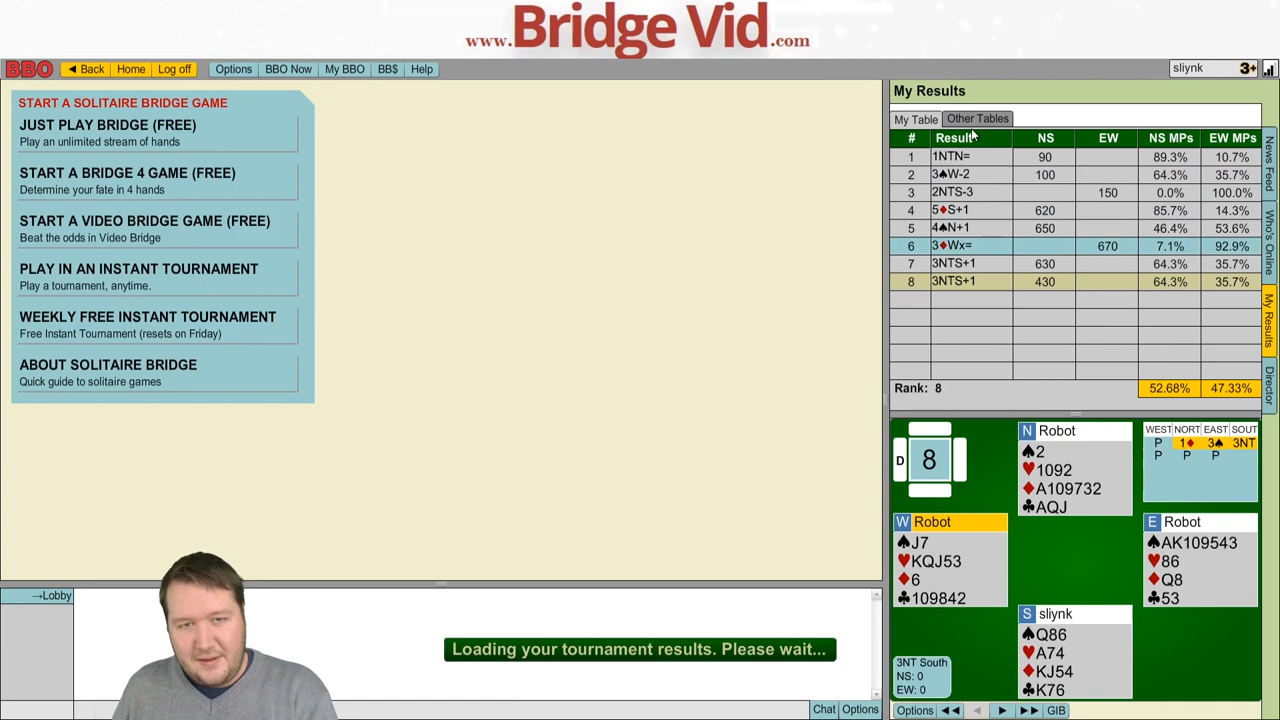 www.Bridge Vid.com
BBO ◄ Back Home Log off Options BBO Now My BBO BB$ Help sliynk 3+
START A SOLITAIRE BRIDGE GAME
JUST PLAY BRIDGE (FREE)
Play an unlimited stream of hands
START A BRIDGE 4 GAME (FREE)
Determine your fate in 4 hands
START A VIDEO BRIDGE GAME (FREE)
Beat the odds in Video Bridge
PLAY IN AN INSTANT TOURNAMENT
Play a tournament, anytime.
WEEKLY FREE INSTANT TOURNAMENT
Free Instant Tournament (resets on Friday)
ABOUT SOLITAIRE BRIDGE
Quick guide to solitaire games
→Lobby
Loading your tournament results. Please wait...
Chat Options
My Results
My Table Other Tables
# Result NS EW NS MPs EW MPs
1 1NTN= 90 89.3% 10.7%
2 3♠W-2 100 64.3% 35.7%
3 2NTS-3 150 0.0% 100.0%
4 5♦S+1 620 85.7% 14.3%
5 4♠N+1 650 46.4% 53.6%
6 3♦Wx= 670 7.1% 92.9%
7 3NTS+1 630 64.3% 35.7%
8 3NTS+1 430 64.3% 35.7%
Rank: 8 52.68% 47.33%
News Feed
Who's Online
My Results
Director
D 8
N Robot
♠2
♥1092
♦A109732
♣AQJ
WEST NORT EAST SOUT
P 1♦ 3♠ 3NT
P P P
W Robot
♠J7
♥KQJ53
♦6
♣109842
E Robot
♠AK109543
♥86
♦Q8
♣53
S sliynk
♠Q86
♥A74
♦KJ54
♣K76
3NT South
NS: 0
EW: 0
Options ◄◄ ◄ ► ►► GIB